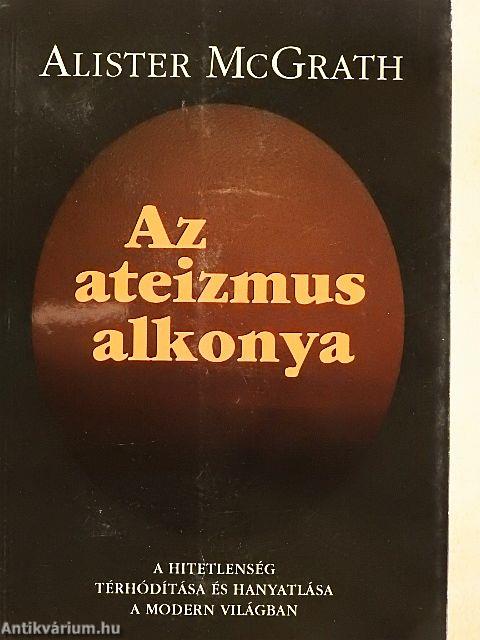 ALISTER MCGRATH
Az
ateizmus
alkonya
A HITETLENSÉG
TÉRHÓDÍTÁSA ÉS HANYATLÁSA
A MODERN VILÁGBAN
Antikvárium.hu